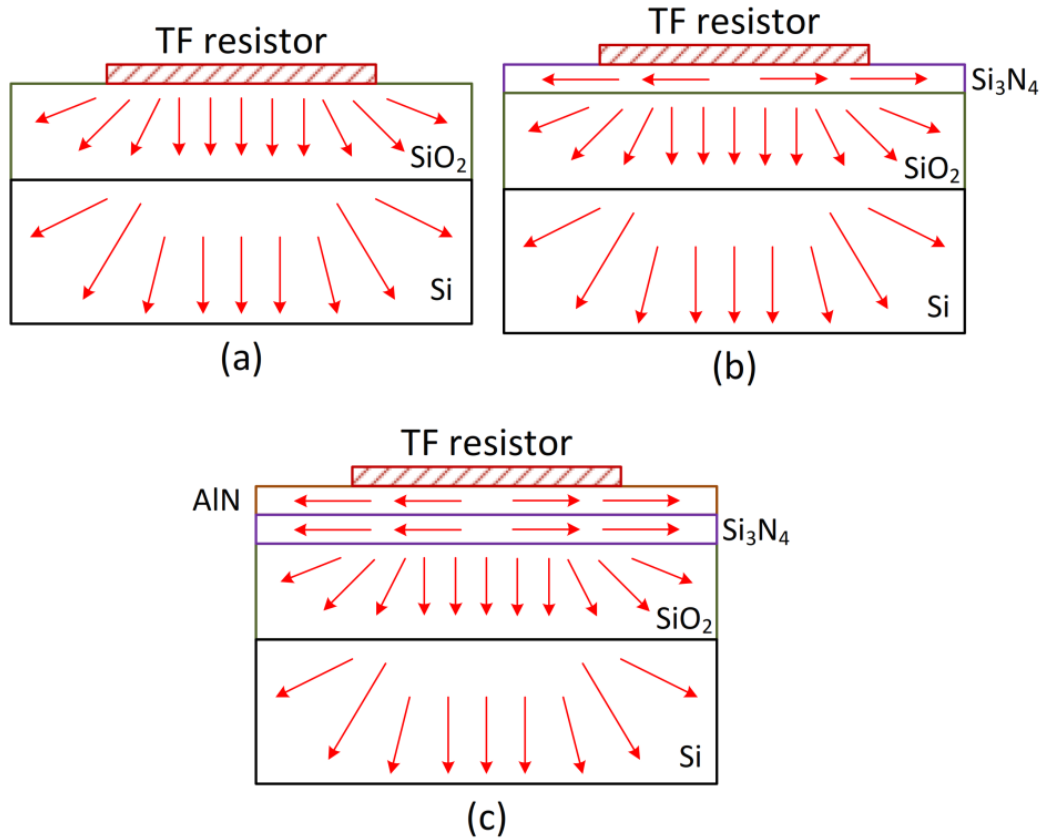 TF resistor
SiO2
Si
(a)
TF resistor
Si3N4
SiO2
Si
(b)
TF resistor
AlN
Si3N4
SiO2
Si
(c)